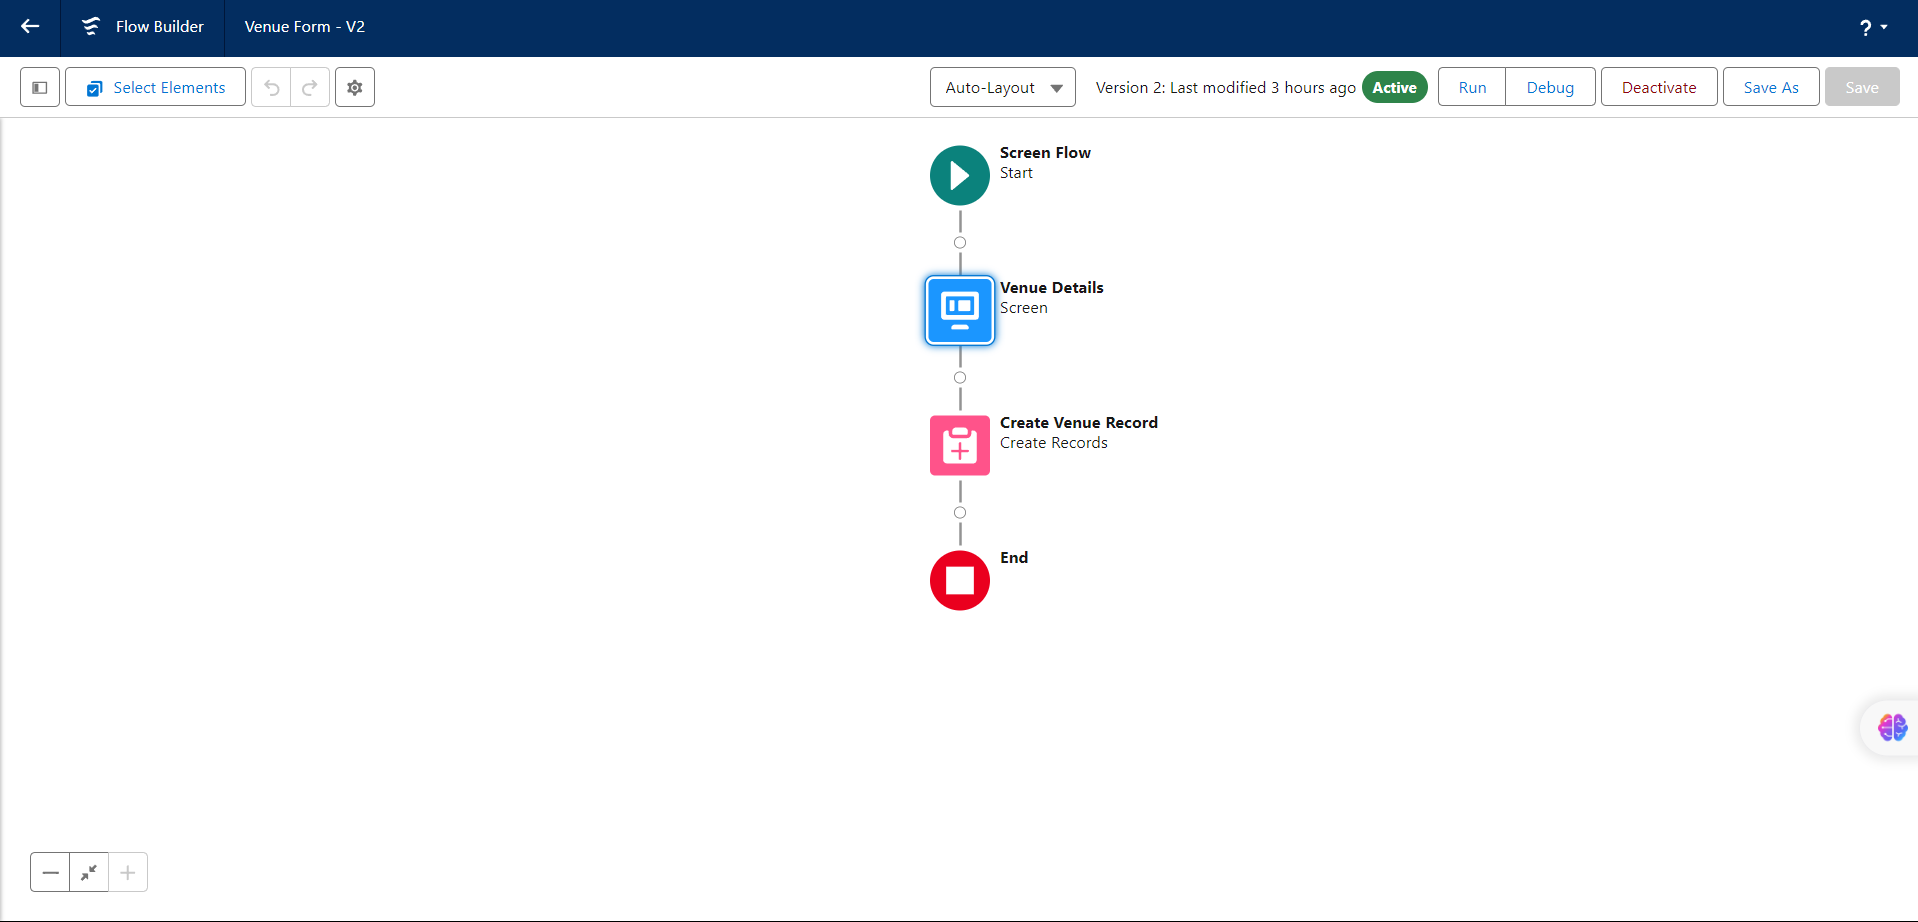 Flow Builder
Venue Form - V2
?
Select Elements
Auto-Layout
Version 2: Last modified 3 hours ago
Active
Run
Debug
Deactivate
Save As
Save
Screen Flow
Start
Venue Details
Screen
Create Venue Record
Create Records
End